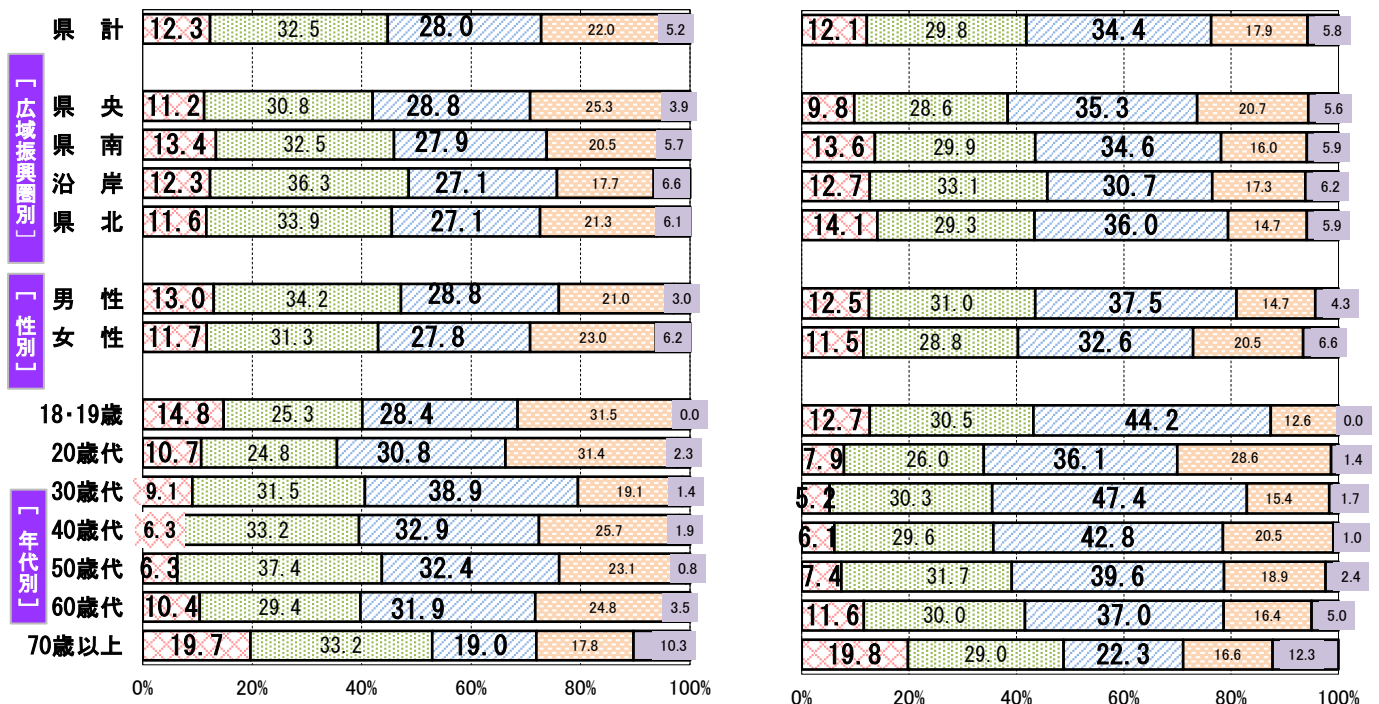 県 計 12.3 32.5 28.0 22.0 5.2 12.1 29.8 34.4 17.9 5.8
[広域振興圏別]
県 央 11.2 30.8 28.8 25.3 3.9 9.8 28.6 35.3 20.7 5.6
県 南 13.4 32.5 27.9 20.5 5.7 13.6 29.9 34.6 16.0 5.9
沿 岸 12.3 36.3 27.1 17.7 6.6 12.7 33.1 30.7 17.3 6.2
県 北 11.6 33.9 27.1 21.3 6.1 14.1 29.3 36.0 14.7 5.9
[性別]
男 性 13.0 34.2 28.8 21.0 3.0 12.5 31.0 37.5 14.7 4.3
女 性 11.7 31.3 27.8 23.0 6.2 11.5 28.8 32.6 20.5 6.6
18・19歳 14.8 25.3 28.4 31.5 0.0 12.7 30.5 44.2 12.6 0.0
20歳代 10.7 24.8 30.8 31.4 2.3 7.9 26.0 36.1 28.6 1.4
[年代別]
30歳代 9.1 31.5 38.9 19.1 1.4 5.2 30.3 47.4 15.4 1.7
40歳代 6.3 33.2 32.9 25.7 1.9 6.1 29.6 42.8 20.5 1.0
50歳代 6.3 37.4 32.4 23.1 0.8 7.4 31.7 39.6 18.9 2.4
60歳代 10.4 29.4 31.9 24.8 3.5 11.6 30.0 37.0 16.4 5.0
70歳以上 19.7 33.2 19.0 17.8 10.3 19.8 29.0 22.3 16.6 12.3
0% 20% 40% 60% 80% 100% 0% 20% 40% 60% 80% 100%